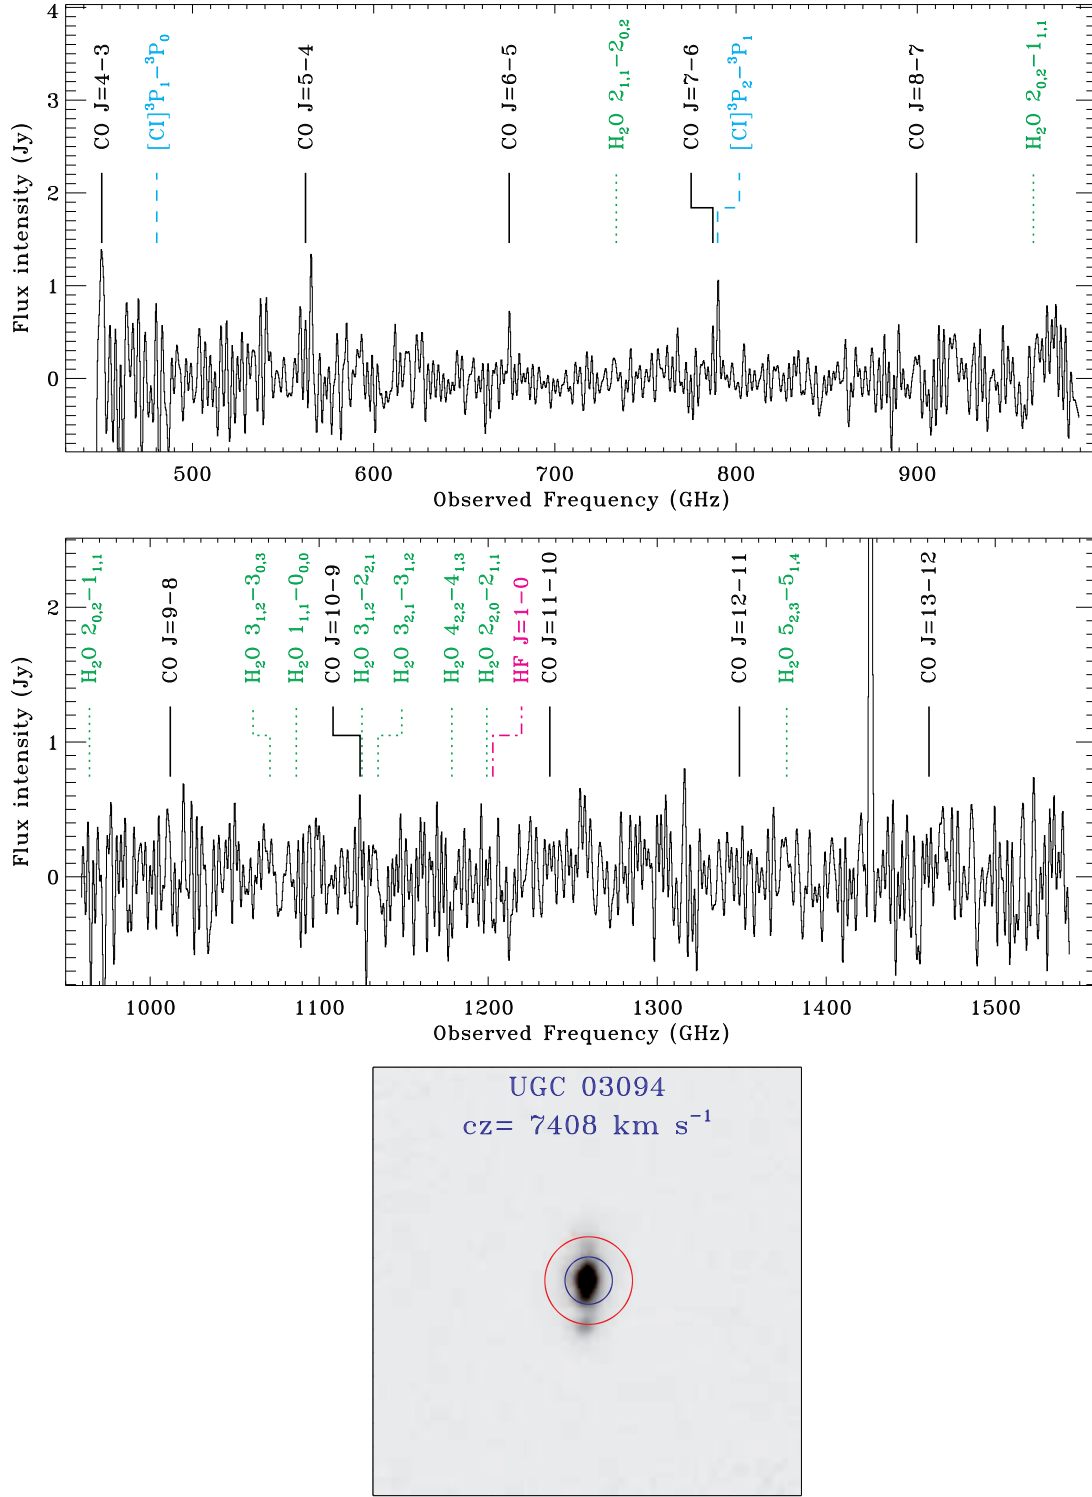 Flux intensity (Jy)
4
3
2
1
0
CO J=4−3
[CI]³P₁−³P₀
CO J=5−4
CO J=6−5
H₂O 2₁,₁−2₀,₂
CO J=7−6
[CI]³P₂−³P₁
CO J=8−7
H₂O 2₀,₂−1₁,₁
500 600 700 800 900
Observed Frequency (GHz)
Flux intensity (Jy)
2
1
0
H₂O 2₀,₂−1₁,₁
CO J=9−8
H₂O 3₁,₂−3₀,₃
H₂O 1₁,₁−0₀,₀
CO J=10−9
H₂O 3₁,₂−2₂,₁
H₂O 3₂,₁−3₁,₂
H₂O 4₂,₂−4₁,₃
H₂O 2₂,₀−2₁,₁
HF J=1−0
CO J=11−10
CO J=12−11
H₂O 5₂,₃−5₁,₄
CO J=13−12
1000 1100 1200 1300 1400 1500
Observed Frequency (GHz)
UGC 03094
cz= 7408 km s⁻¹